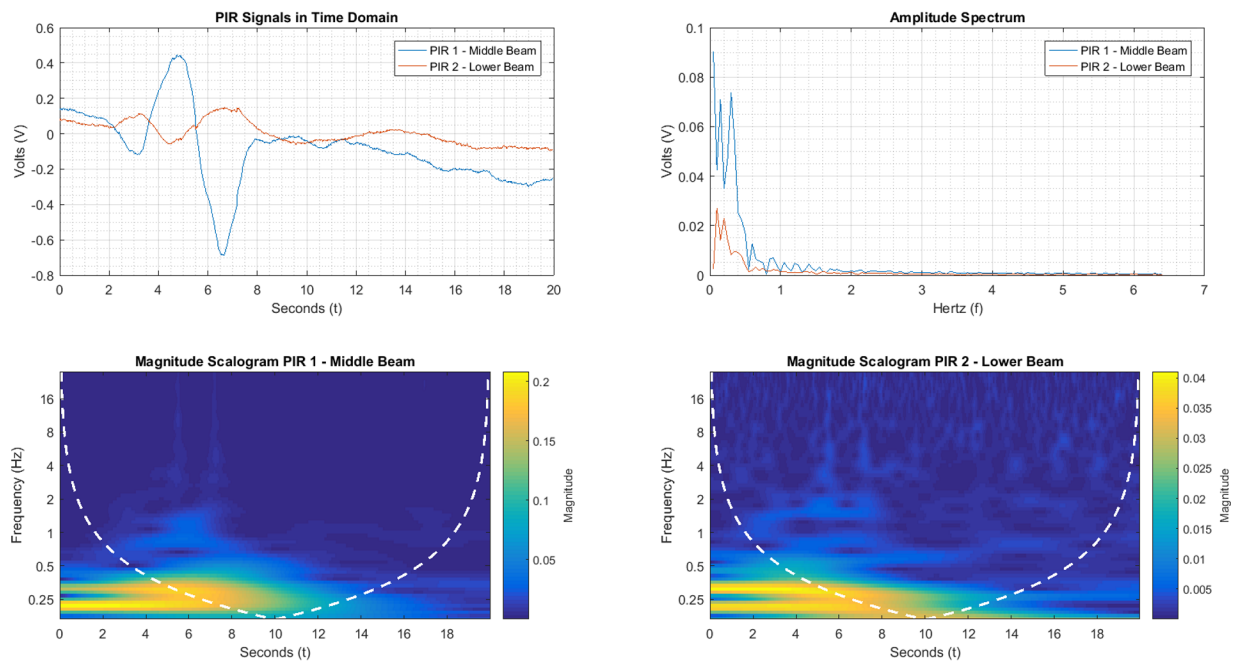 PIR Signals in Time Domain
0.6
0.4
0.2
0
-0.2
-0.4
-0.6
-0.8
Volts (V)
0 2 4 6 8 10 12 14 16 18 20
Seconds (t)
PIR 1 - Middle Beam
PIR 2 - Lower Beam
Amplitude Spectrum
0.1
0.08
0.06
0.04
0.02
0
Volts (V)
0 1 2 3 4 5 6 7
Hertz (f)
PIR 1 - Middle Beam
PIR 2 - Lower Beam
Magnitude Scalogram PIR 1 - Middle Beam
16
8
4
2
1
0.5
0.25
Frequency (Hz)
0 2 4 6 8 10 12 14 16 18
Seconds (t)
0.2
0.15
0.1
0.05
Magnitude
Magnitude Scalogram PIR 2 - Lower Beam
16
8
4
2
1
0.5
0.25
Frequency (Hz)
0 2 4 6 8 10 12 14 16 18
Seconds (t)
0.04
0.035
0.03
0.025
0.02
0.015
0.01
0.005
Magnitude